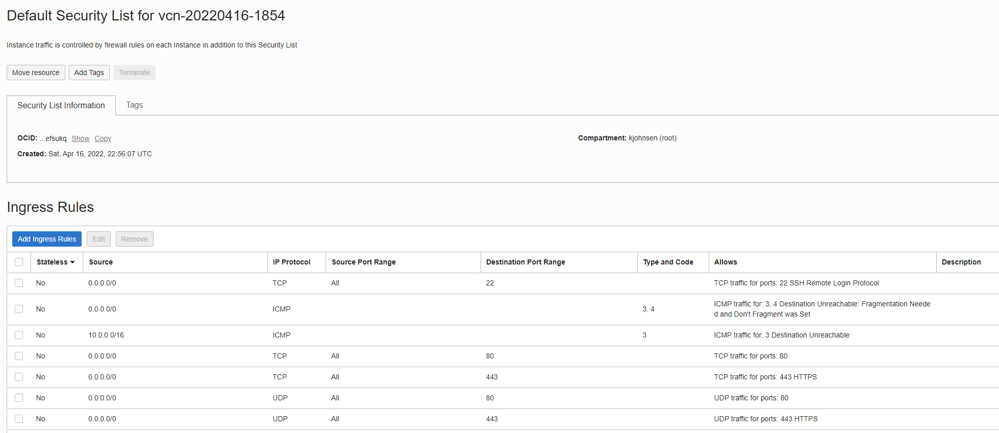 Default Security List for vcn-20220416-1854
Instance traffic is controlled by firewall rules on each Instance in addition to this Security List
Move resource Add Tags Terminate
Security List Information Tags
OCID: ...efsukq Show Copy
Compartment: kjohnsen (root)
Created: Sat, Apr 16, 2022, 22:56:07 UTC
Ingress Rules
Add Ingress Rules Edit Remove
Stateless Source IP Protocol Source Port Range Destination Port Range Type and Code Allows Description
No 0.0.0.0/0 TCP All 22 TCP traffic for ports: 22 SSH Remote Login Protocol
No 0.0.0.0/0 ICMP 3, 4 ICMP traffic for: 3, 4 Destination Unreachable: Fragmentation Neede
d and Don't Fragment was Set
No 10.0.0.0/16 ICMP 3 ICMP traffic for: 3 Destination Unreachable
No 0.0.0.0/0 TCP All 80 TCP traffic for ports: 80
No 0.0.0.0/0 TCP All 443 TCP traffic for ports: 443 HTTPS
No 0.0.0.0/0 UDP All 80 UDP traffic for ports: 80
No 0.0.0.0/0 UDP All 443 UDP traffic for ports: 443 HTTPS